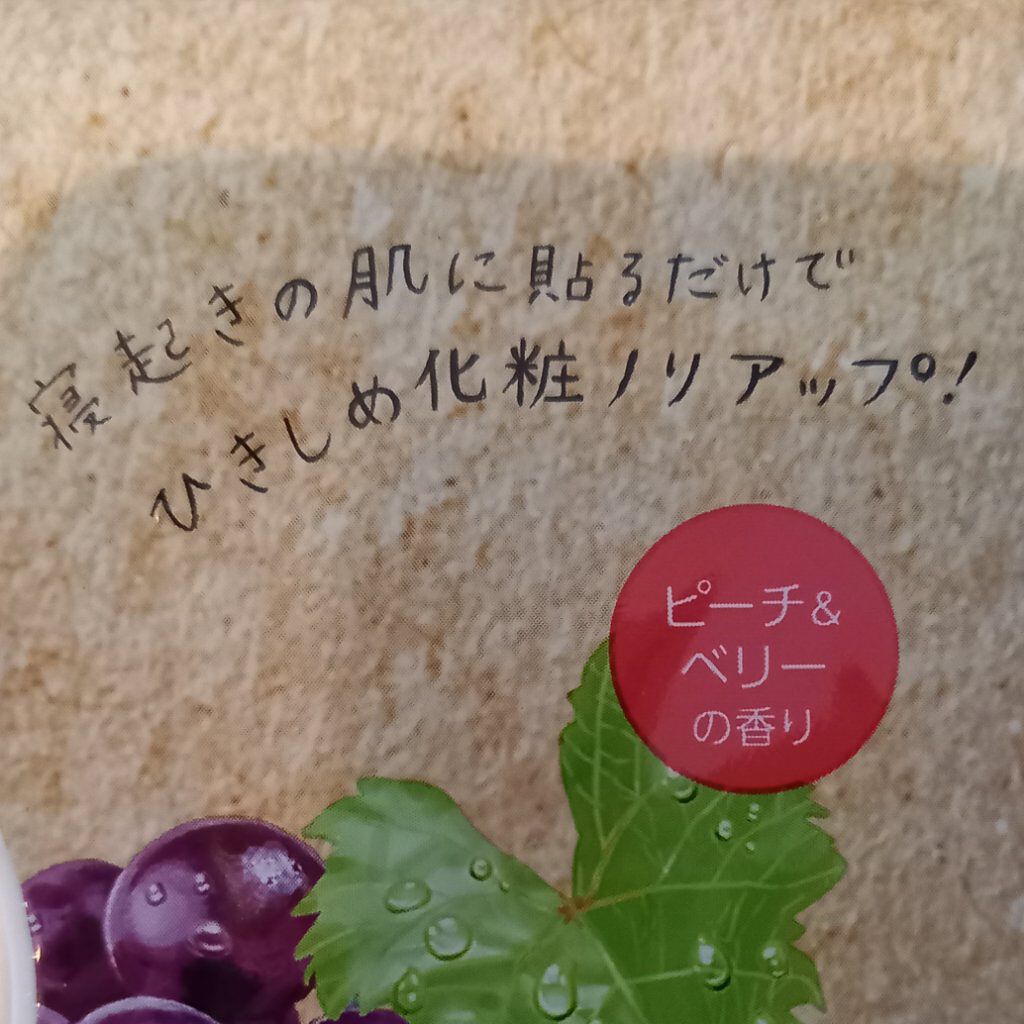 寝起きの肌に貼るだけで
ひきしめ化粧ノリアップ!
ピーチ&
ベリー
の香り